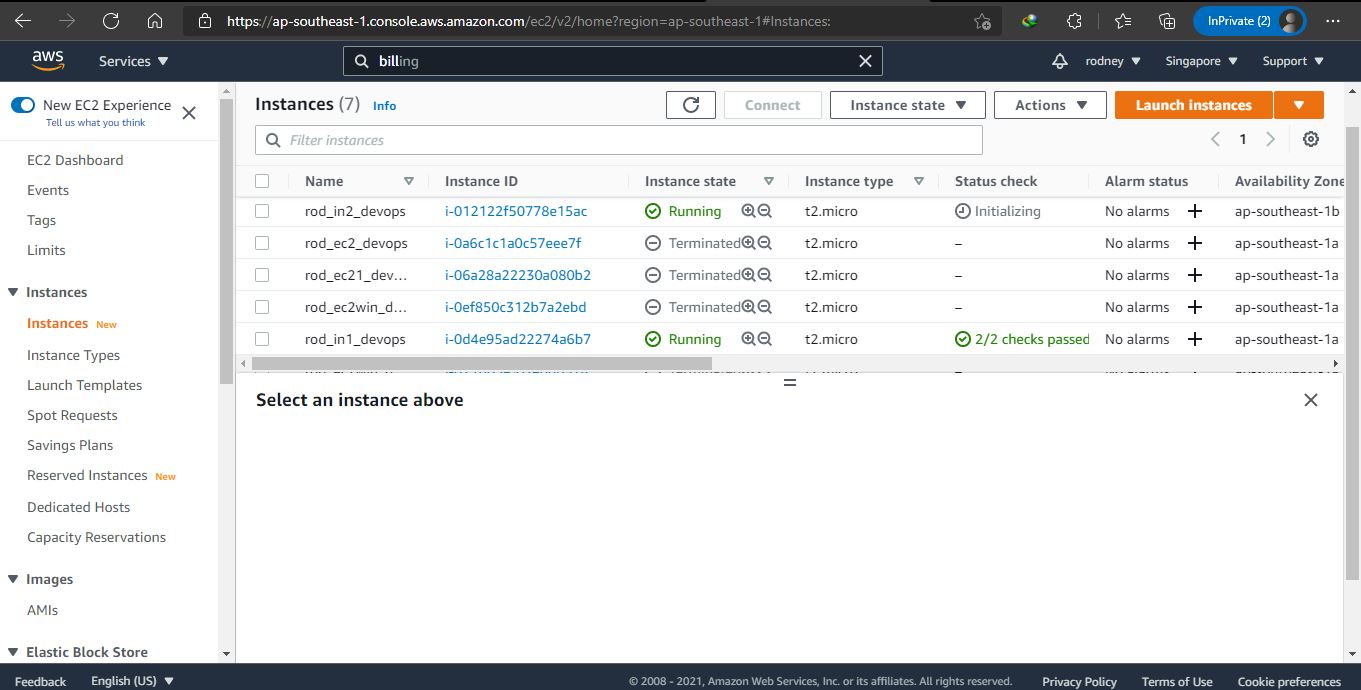 https://ap-southeast-1.console.aws.amazon.com/ec2/v2/home?region=ap-southeast-1#Instances:
InPrivate (2)
aws
Services
billing
rodney
Singapore
Support
New EC2 Experience
Tell us what you think
EC2 Dashboard
Events
Tags
Limits
Instances
Instances New
Instance Types
Launch Templates
Spot Requests
Savings Plans
Reserved Instances New
Dedicated Hosts
Capacity Reservations
Images
AMIs
Elastic Block Store
Instances (7) Info
Connect
Instance state
Actions
Launch instances
Filter instances
1
Name Instance ID Instance state Instance type Status check Alarm status Availability Zone
rod_in2_devops i-012122f50778e15ac Running t2.micro Initializing No alarms + ap-southeast-1b
rod_ec2_devops i-0a6c1c1a0c57eee7f Terminated t2.micro – No alarms + ap-southeast-1a
rod_ec21_dev... i-06a28a22230a080b2 Terminated t2.micro – No alarms + ap-southeast-1a
rod_ec2win_d... i-0ef850c312b7a2ebd Terminated t2.micro – No alarms + ap-southeast-1a
rod_in1_devops i-0d4e95ad22274a6b7 Running t2.micro 2/2 checks passed No alarms + ap-southeast-1a
Select an instance above
Feedback English (US) © 2008 - 2021, Amazon Web Services, Inc. or its affiliates. All rights reserved. Privacy Policy Terms of Use Cookie preferences